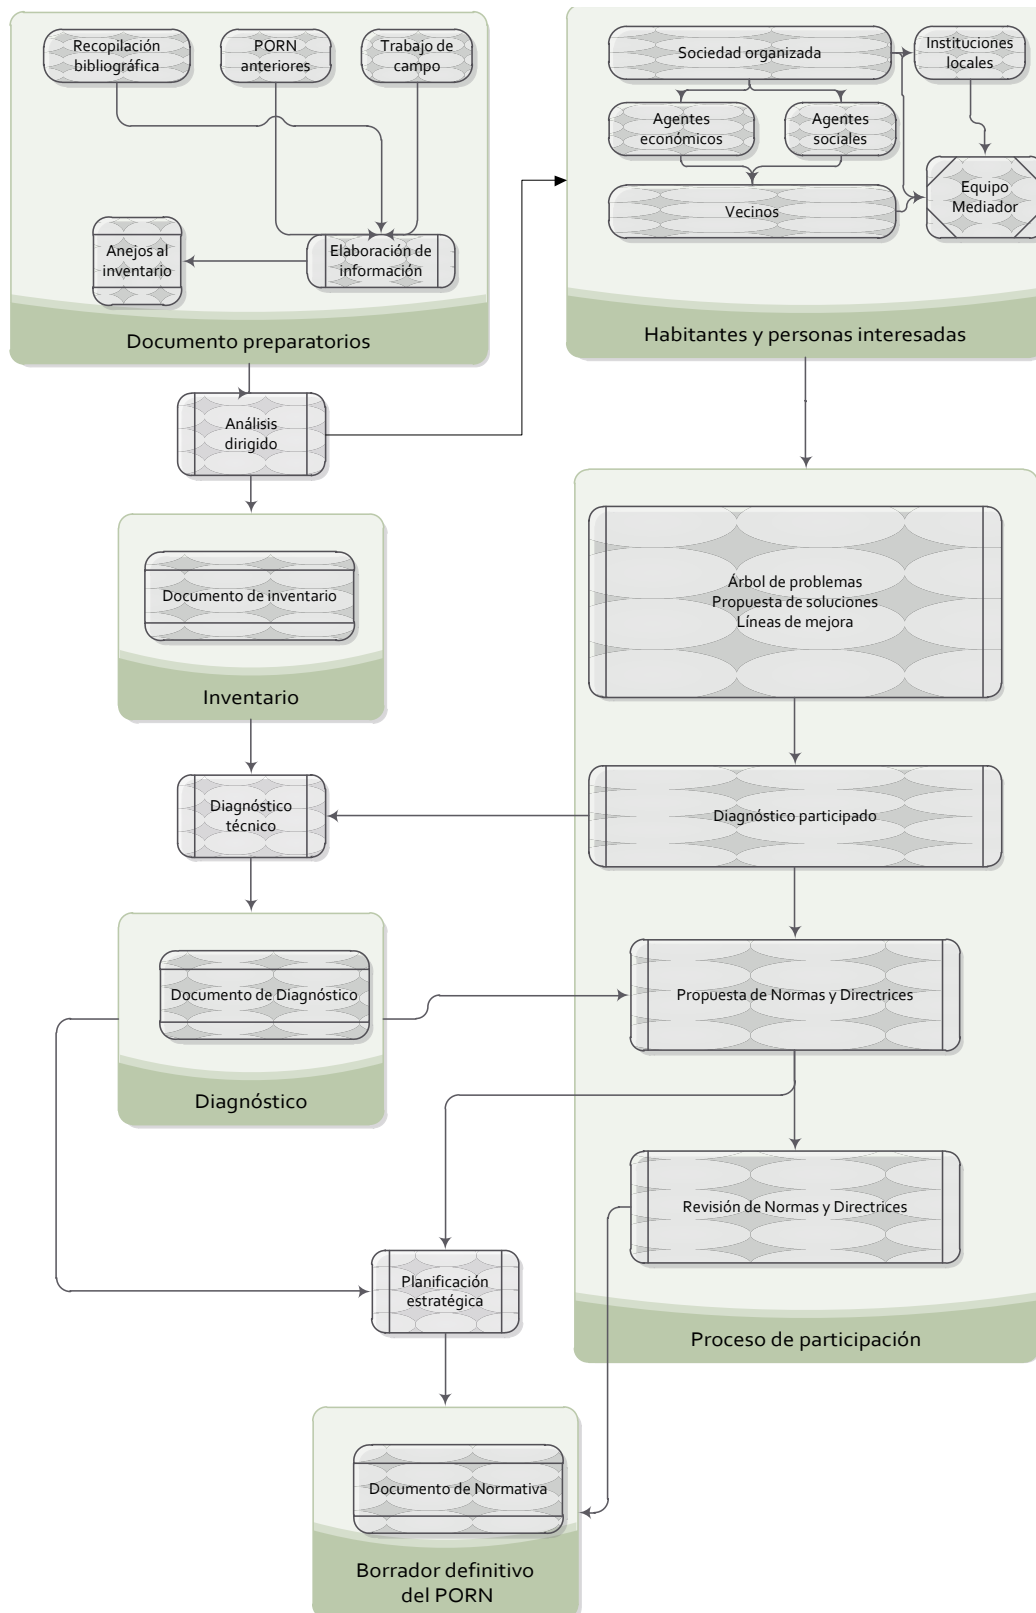 Recopilación
bibliográfica
PORN
anteriores
Trabajo de
campo
Anejos al
inventario
Elaboración de
información
Documento preparatorios
Sociedad organizada
Instituciones
locales
Agentes
económicos
Agentes
sociales
Vecinos
Equipo
Mediador
Habitantes y personas interesadas
Análisis
dirigido
Documento de inventario
Inventario
Árbol de problemas
Propuesta de soluciones
Líneas de mejora
Diagnóstico
técnico
Diagnóstico participado
Documento de Diagnóstico
Diagnóstico
Propuesta de Normas y Directrices
Revisión de Normas y Directrices
Planificación
estratégica
Proceso de participación
Documento de Normativa
Borrador definitivo
del PORN